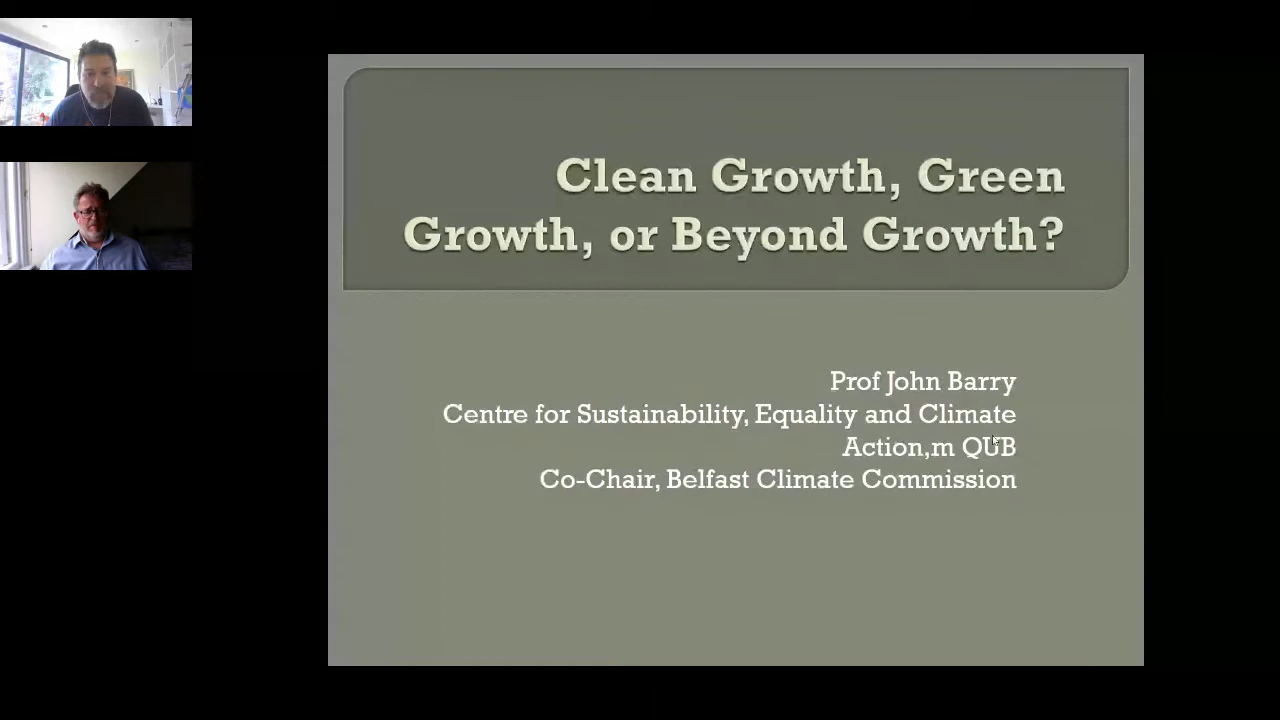 Clean Growth, Green
Growth, or Beyond Growth?
Prof John Barry
Centre for Sustainability, Equality and Climate
Action,m QUB
Co-Chair, Belfast Climate Commission